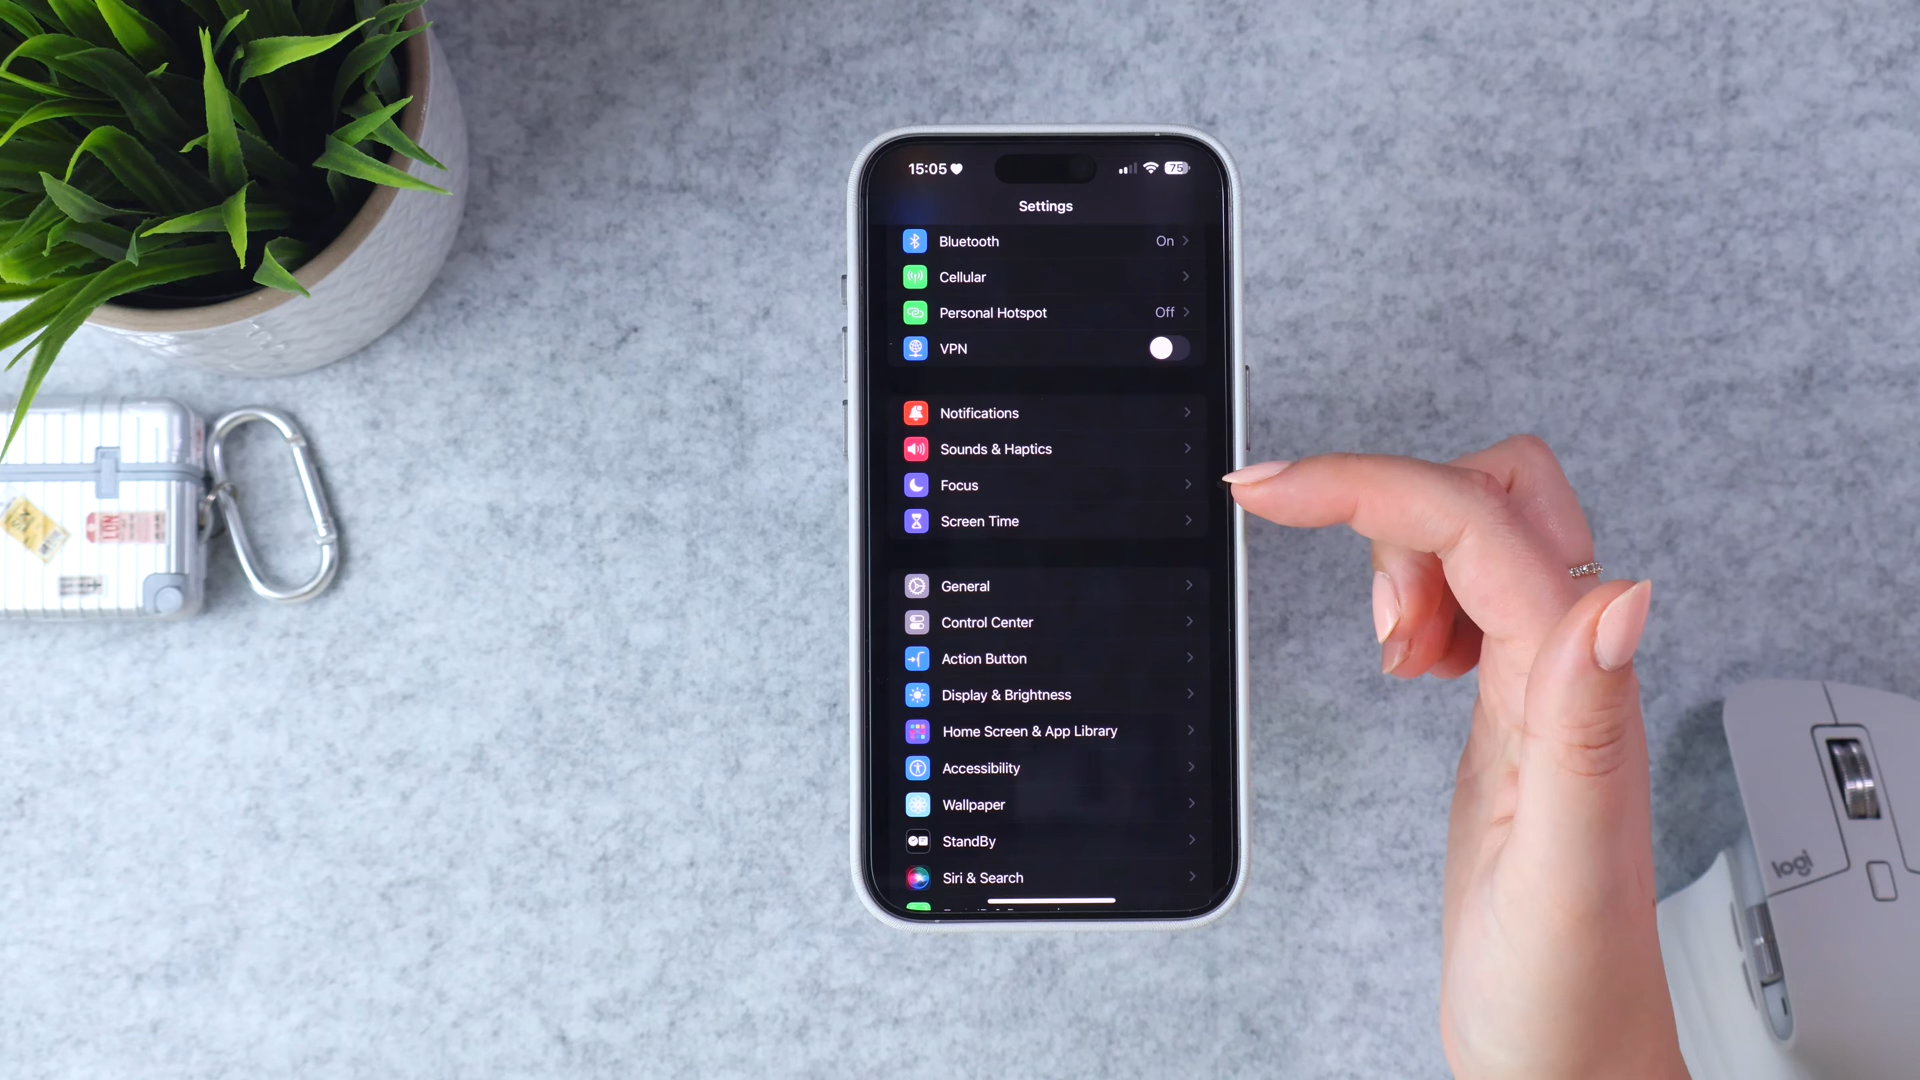 15:05
75
Settings
Bluetooth On
Cellular
Personal Hotspot Off
VPN
Notifications
Sounds & Haptics
Focus
Screen Time
General
Control Center
Action Button
Display & Brightness
Home Screen & App Library
Accessibility
Wallpaper
StandBy
Siri & Search
LON
logi